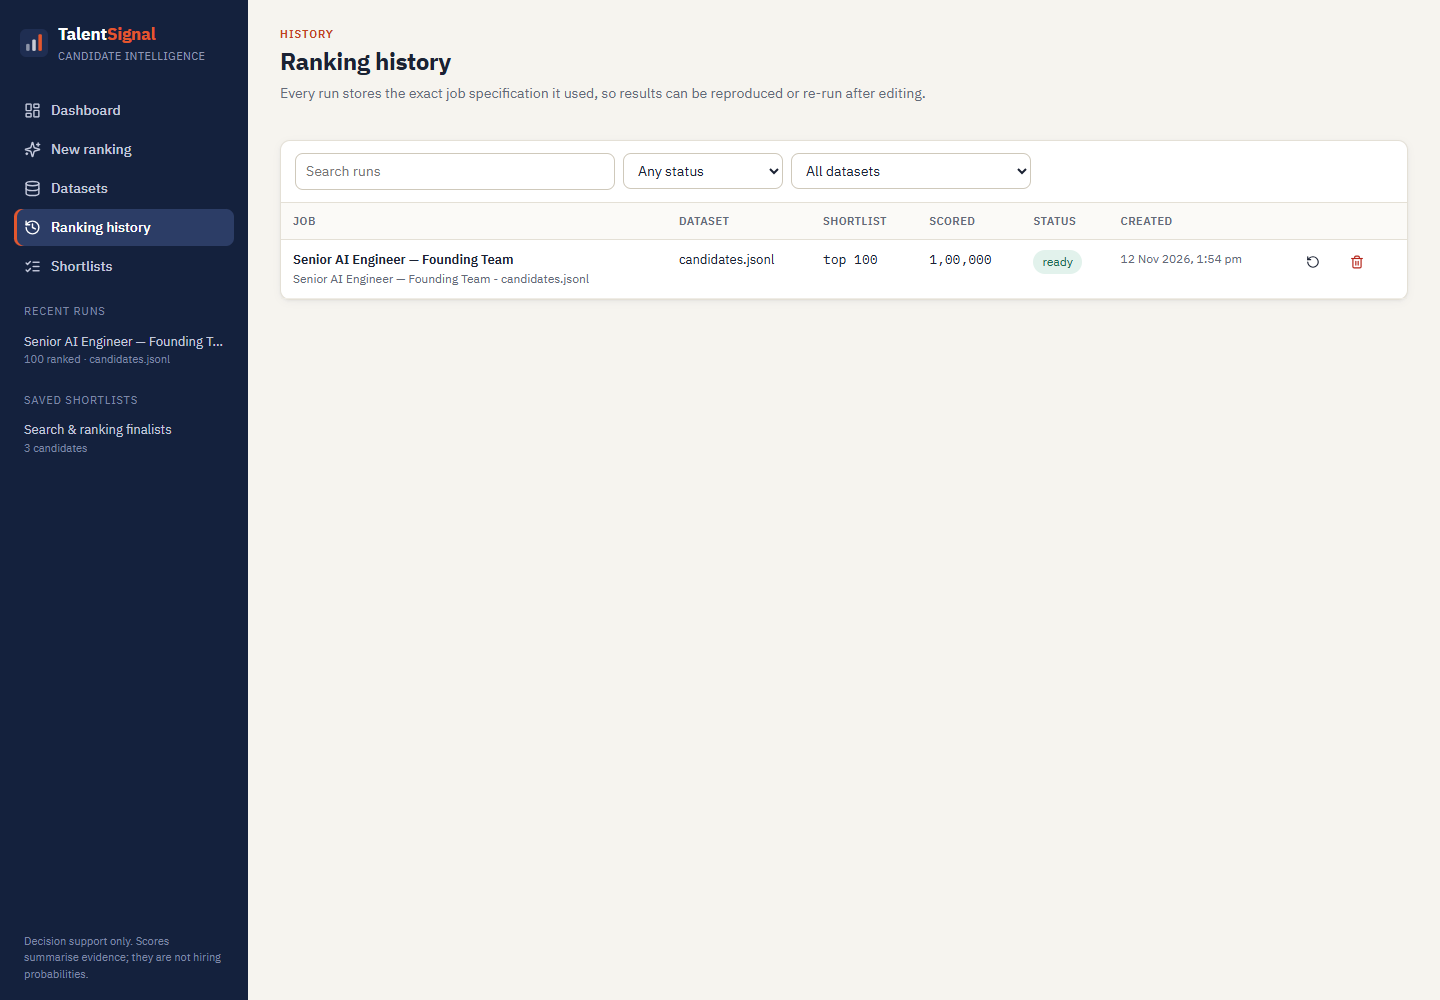 TalentSignal
CANDIDATE INTELLIGENCE
Dashboard
New ranking
Datasets
Ranking history
Shortlists
RECENT RUNS
Senior AI Engineer — Founding T...
100 ranked · candidates.jsonl
SAVED SHORTLISTS
Search & ranking finalists
3 candidates
Decision support only. Scores
summarise evidence; they are not hiring
probabilities.
HISTORY
Ranking history
Every run stores the exact job specification it used, so results can be reproduced or re-run after editing.
Search runs
Any status
All datasets
JOB DATASET SHORTLIST SCORED STATUS CREATED
Senior AI Engineer — Founding Team candidates.jsonl top 100 1,00,000 ready 12 Nov 2026, 1:54 pm
Senior AI Engineer — Founding Team - candidates.jsonl